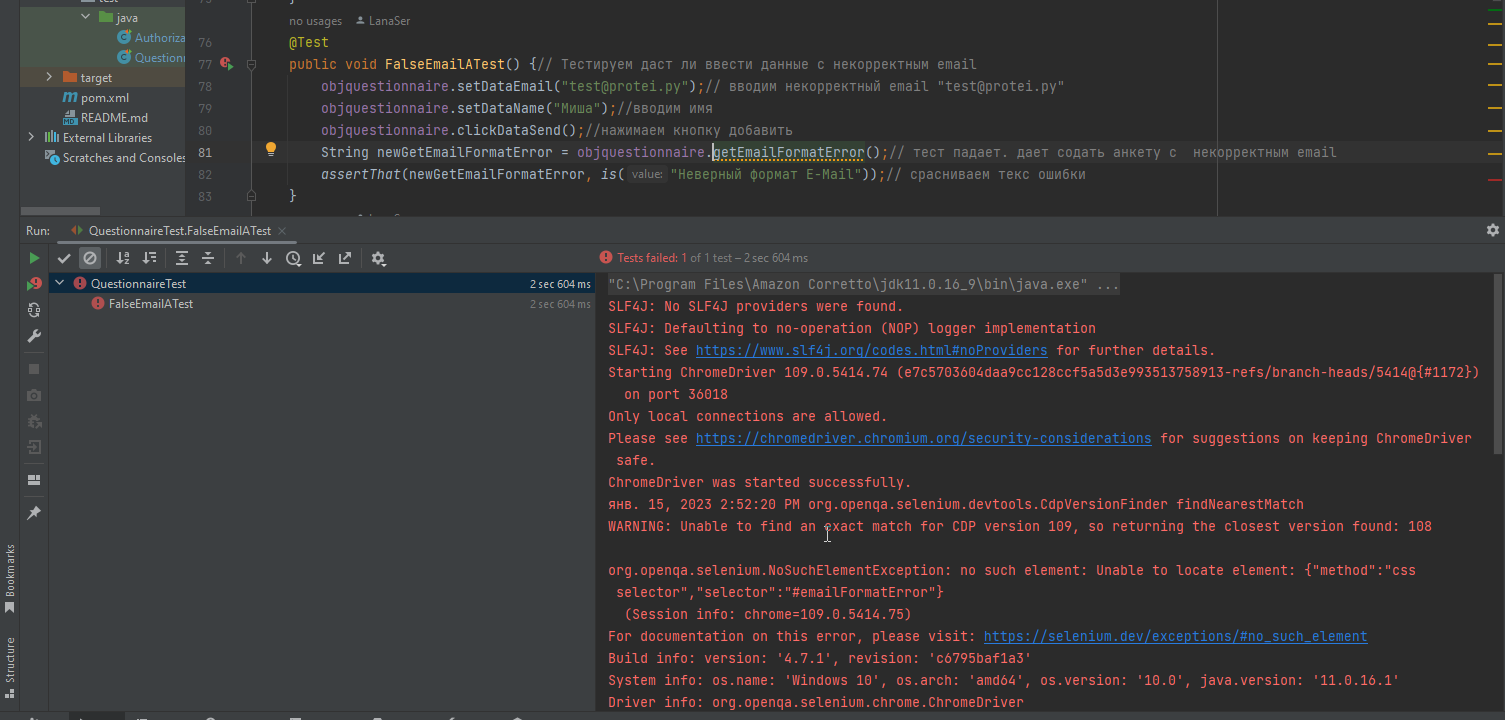 test
75 }
java
no usages LanaSer
Authoriza
76 @Test
Question
77 public void FalseEmailATest() {// Тестируем даст ли ввести данные с некорректным email
target
78 objquestionnaire.setDataEmail("test@protei.py");// вводим некорректный email "test@protei.py"
pom.xml
79 objquestionnaire.setDataName("Миша");//вводим имя
README.md
80 objquestionnaire.clickDataSend();//нажимаем кнопку добавить
External Libraries
81 String newGetEmailFormatError = objquestionnaire.getEmailFormatError();// тест падает. дает содать анкету с некорректным email
Scratches and Consoles
82 assertThat(newGetEmailFormatError, is( value: "Неверный формат E-Mail"));// срасниваем текс ошибки
83 }
Run: QuestionnaireTest.FalseEmailATest
Tests failed: 1 of 1 test – 2 sec 604 ms
QuestionnaireTest 2 sec 604 ms
FalseEmailATest 2 sec 604 ms
"C:\Program Files\Amazon Corretto\jdk11.0.16_9\bin\java.exe" ...
SLF4J: No SLF4J providers were found.
SLF4J: Defaulting to no-operation (NOP) logger implementation
SLF4J: See https://www.slf4j.org/codes.html#noProviders for further details.
Starting ChromeDriver 109.0.5414.74 (e7c5703604daa9cc128ccf5a5d3e993513758913-refs/branch-heads/5414@{#1172})
on port 36018
Only local connections are allowed.
Please see https://chromedriver.chromium.org/security-considerations for suggestions on keeping ChromeDriver
safe.
ChromeDriver was started successfully.
янв. 15, 2023 2:52:20 PM org.openqa.selenium.devtools.CdpVersionFinder findNearestMatch
WARNING: Unable to find an exact match for CDP version 109, so returning the closest version found: 108
org.openqa.selenium.NoSuchElementException: no such element: Unable to locate element: {"method":"css
selector","selector":"#emailFormatError"}
(Session info: chrome=109.0.5414.75)
For documentation on this error, please visit: https://selenium.dev/exceptions/#no_such_element
Build info: version: '4.7.1', revision: 'c6795baf1a3'
System info: os.name: 'Windows 10', os.arch: 'amd64', os.version: '10.0', java.version: '11.0.16.1'
Driver info: org.openqa.selenium.chrome.ChromeDriver
Bookmarks
Structure